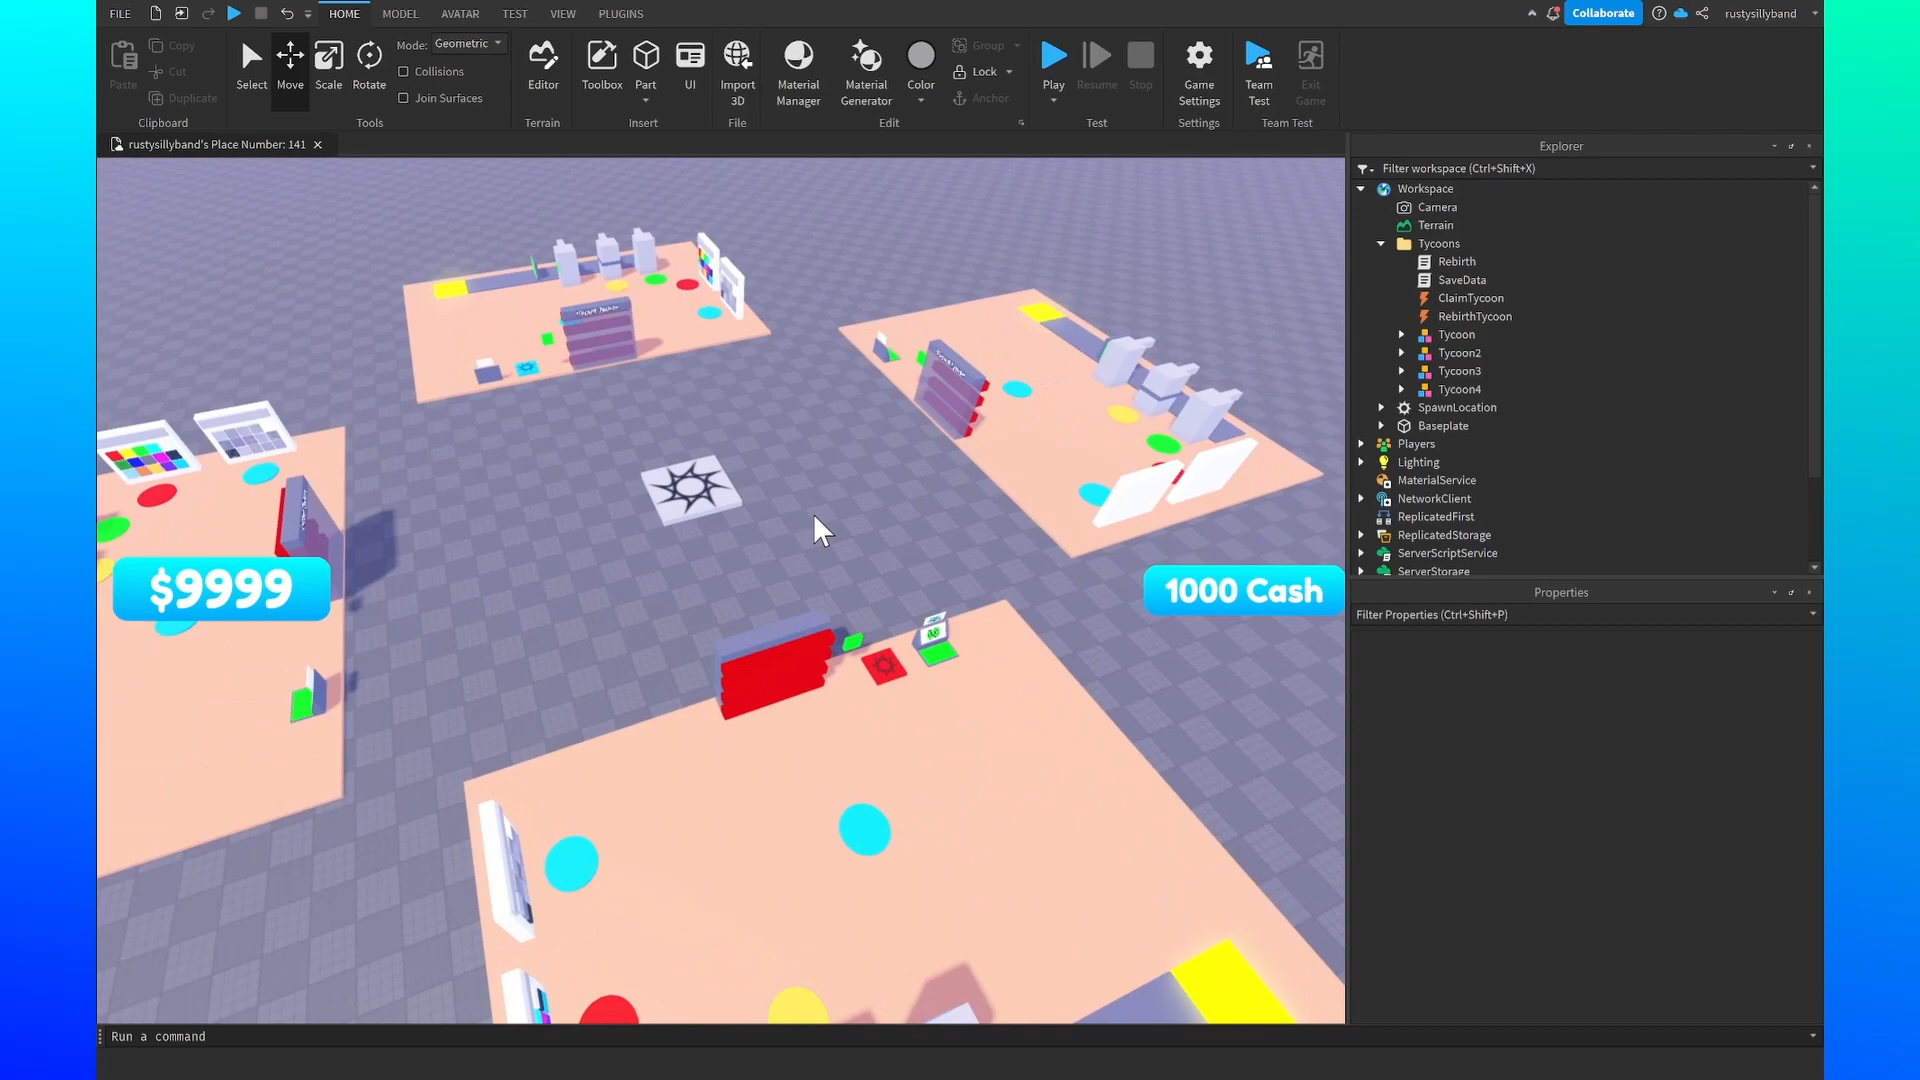 FILE HOME MODEL AVATAR TEST VIEW PLUGINS Collaborate rustysillyband
Paste Copy Cut Duplicate Clipboard
Select Move Scale Rotate Mode: Geometric Collisions Join Surfaces Tools
Editor Terrain
Toolbox Part UI Insert
Import 3D File
Material Manager Material Generator Color Group Lock Anchor Edit
Play Resume Stop Test
Game Settings Settings
Team Test Exit Game Team Test
rustysillyband's Place Number: 141
$9999
1000 Cash
Explorer
Filter workspace (Ctrl+Shift+X)
Workspace
Camera
Terrain
Tycoons
Rebirth
SaveData
ClaimTycoon
RebirthTycoon
Tycoon
Tycoon2
Tycoon3
Tycoon4
SpawnLocation
Baseplate
Players
Lighting
MaterialService
NetworkClient
ReplicatedFirst
ReplicatedStorage
ServerScriptService
ServerStorage
Properties
Filter Properties (Ctrl+Shift+P)
Run a command